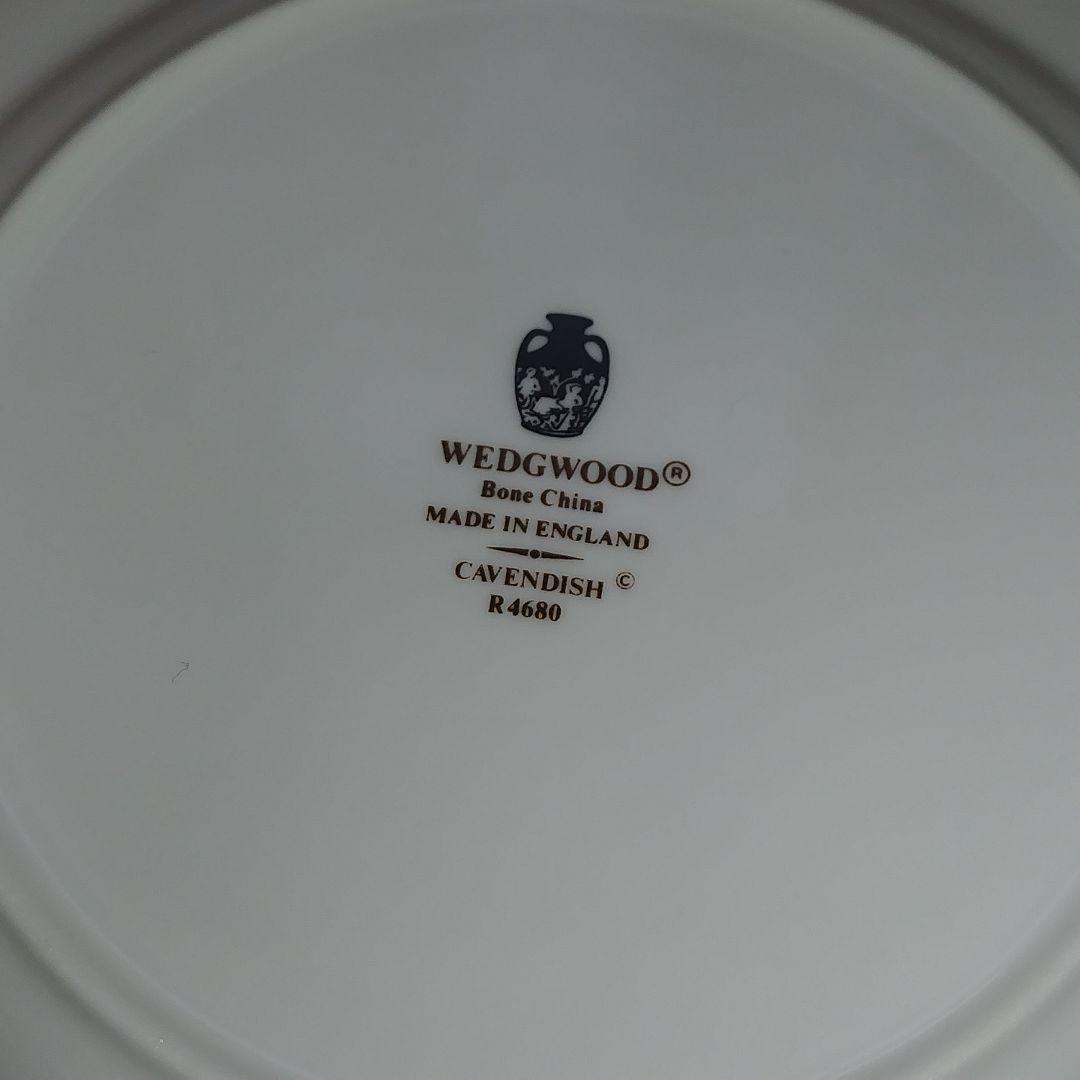 WEDGWOOD®
Bone China
MADE IN ENGLAND
CAVENDISH ©
R4680